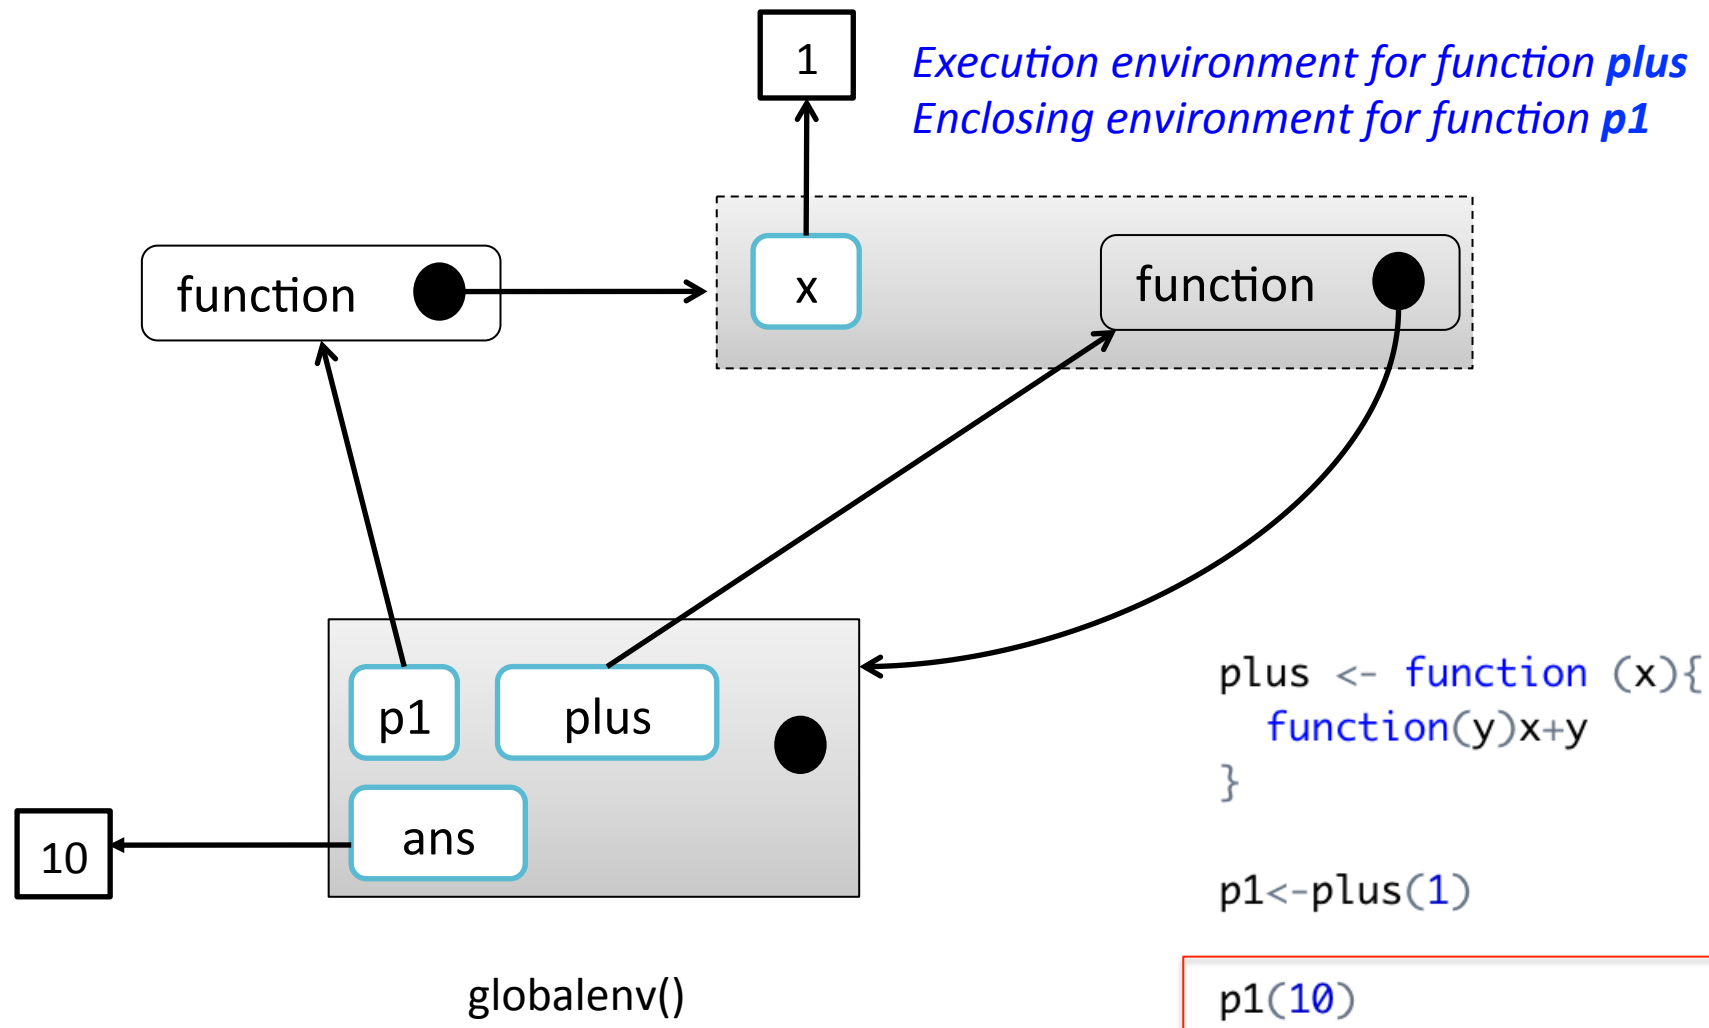 1
Execution environment for function plus
Enclosing environment for function p1
function
x
function
p1
plus
ans
10
globalenv()
plus <- function (x){
  function(y)x+y
}
p1<-plus(1)
p1(10)